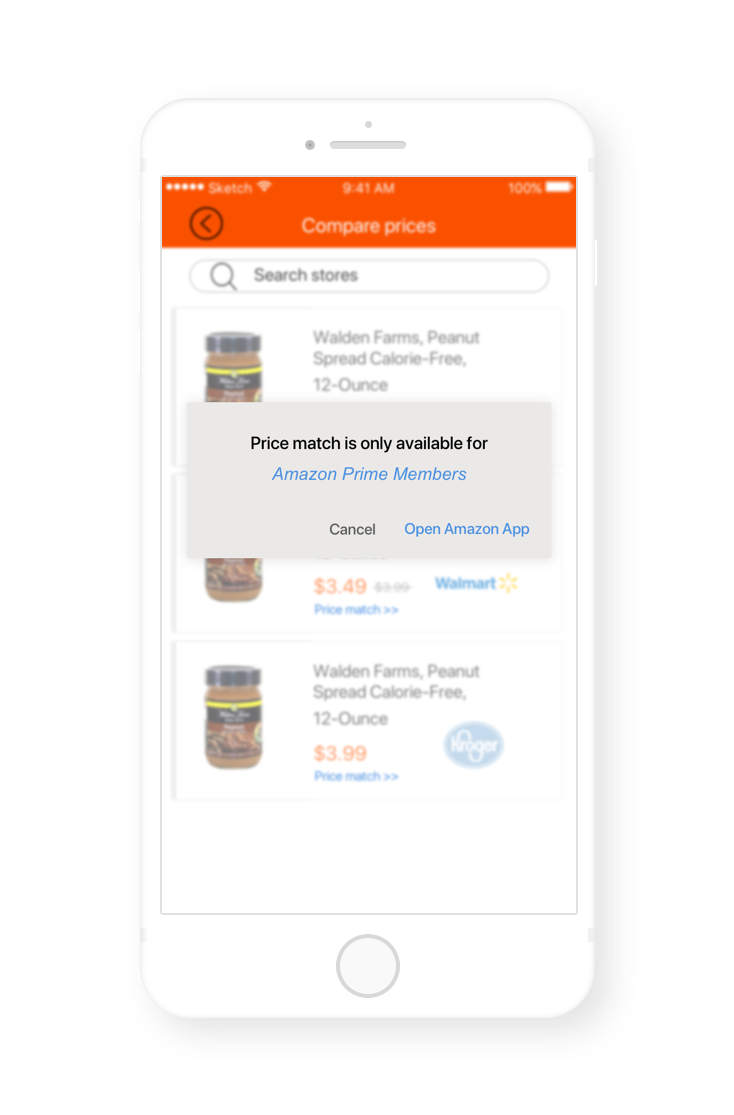 Sketch 9:41 AM 100%
Compare prices
Search stores
Walden Farms, Peanut
Spread Calorie-Free,
12-Ounce
Price match is only available for
Amazon Prime Members
Cancel Open Amazon App
$3.49 $3.99 Walmart
Price match >>
Walden Farms, Peanut
Spread Calorie-Free,
12-Ounce
$3.99 Kroger
Price match >>